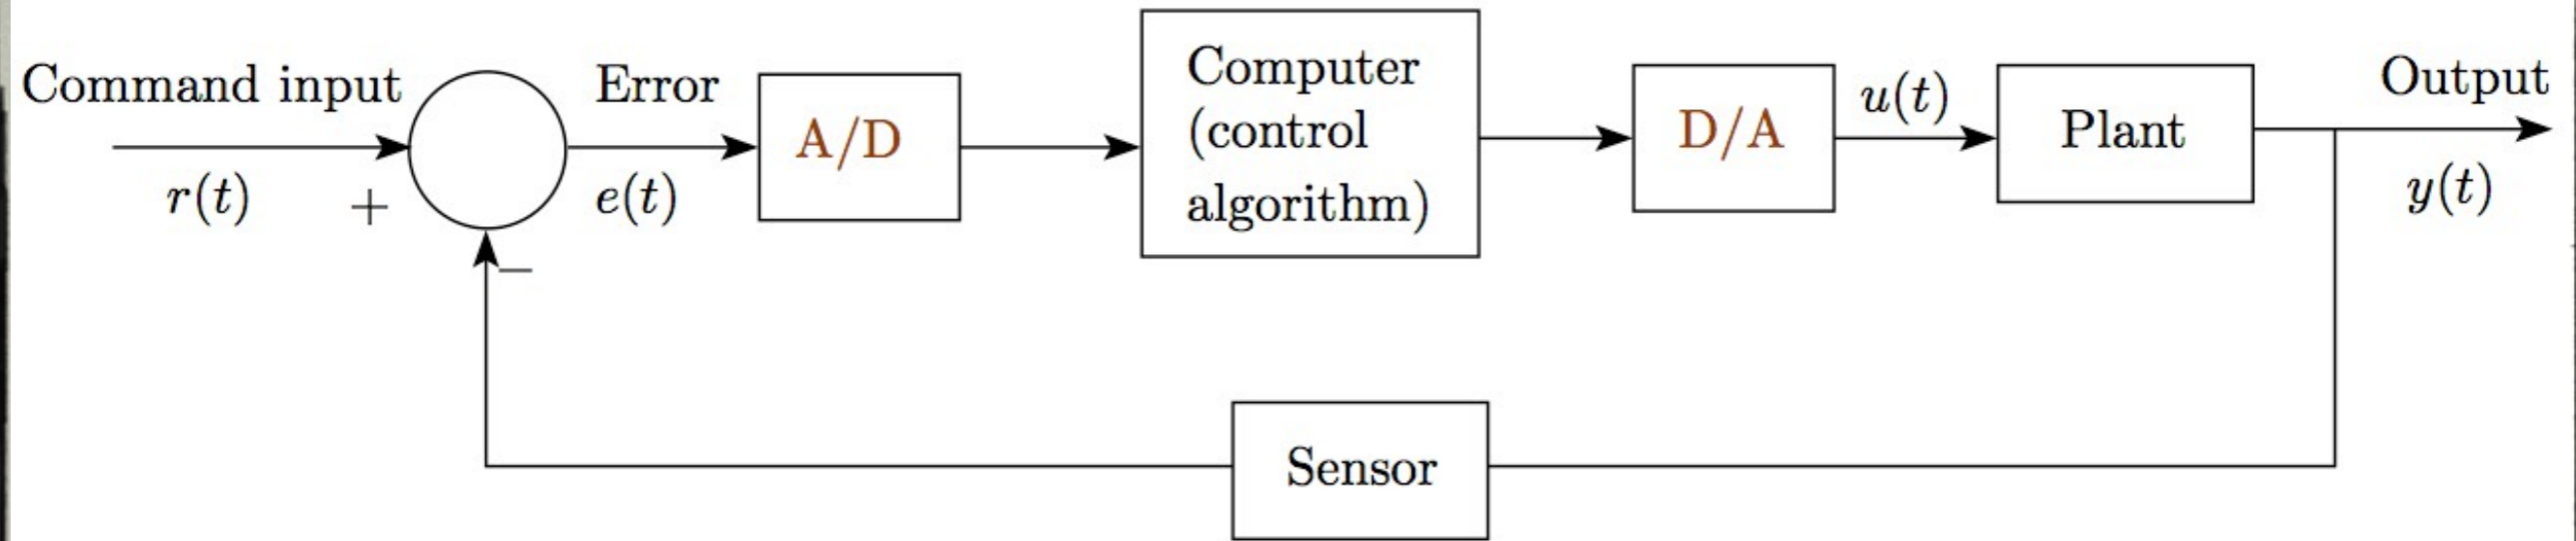 Command input
r(t)
+
−
Error
e(t)
A/D
Computer
(control
algorithm)
D/A
u(t)
Plant
Output
y(t)
Sensor